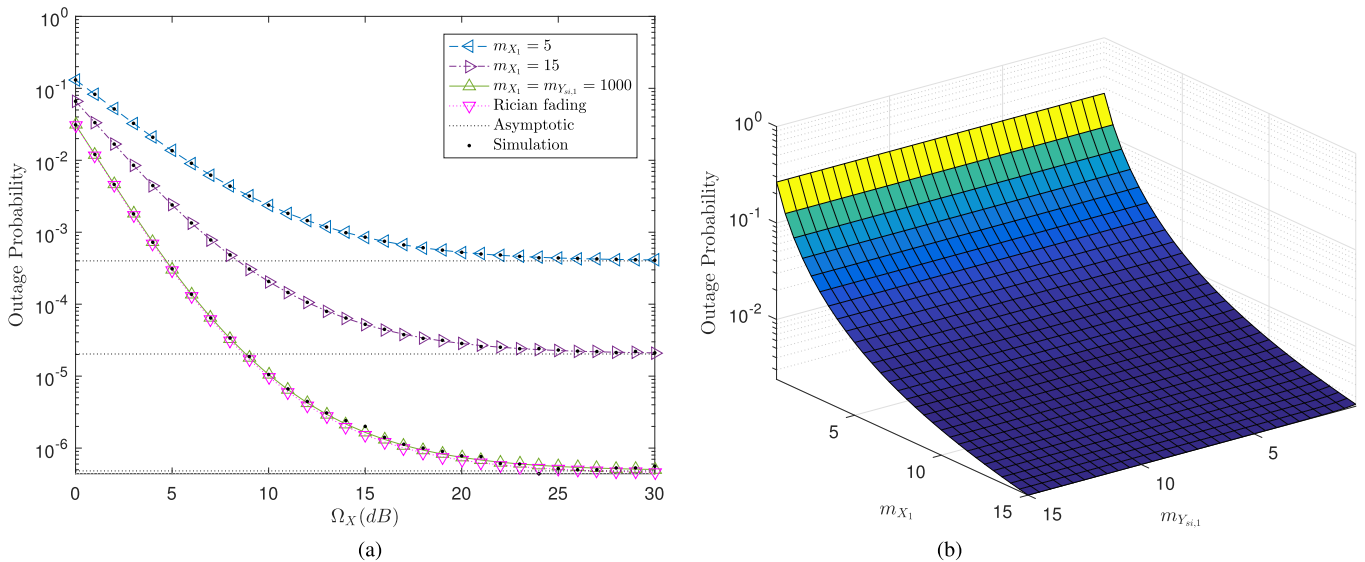 10^0
10^-1
10^-2
10^-3
10^-4
10^-5
10^-6
Outage Probability
0 5 10 15 20 25 30
Ω_X(dB)
m_{X_1} = 5
m_{X_1} = 15
m_{X_1} = m_{Y_{si,1}} = 1000
Rician fading
Asymptotic
Simulation
(a)
10^0
10^-1
10^-2
Outage Probability
5
10
15
m_{X_1}
15
10
5
m_{Y_{si,1}}
(b)